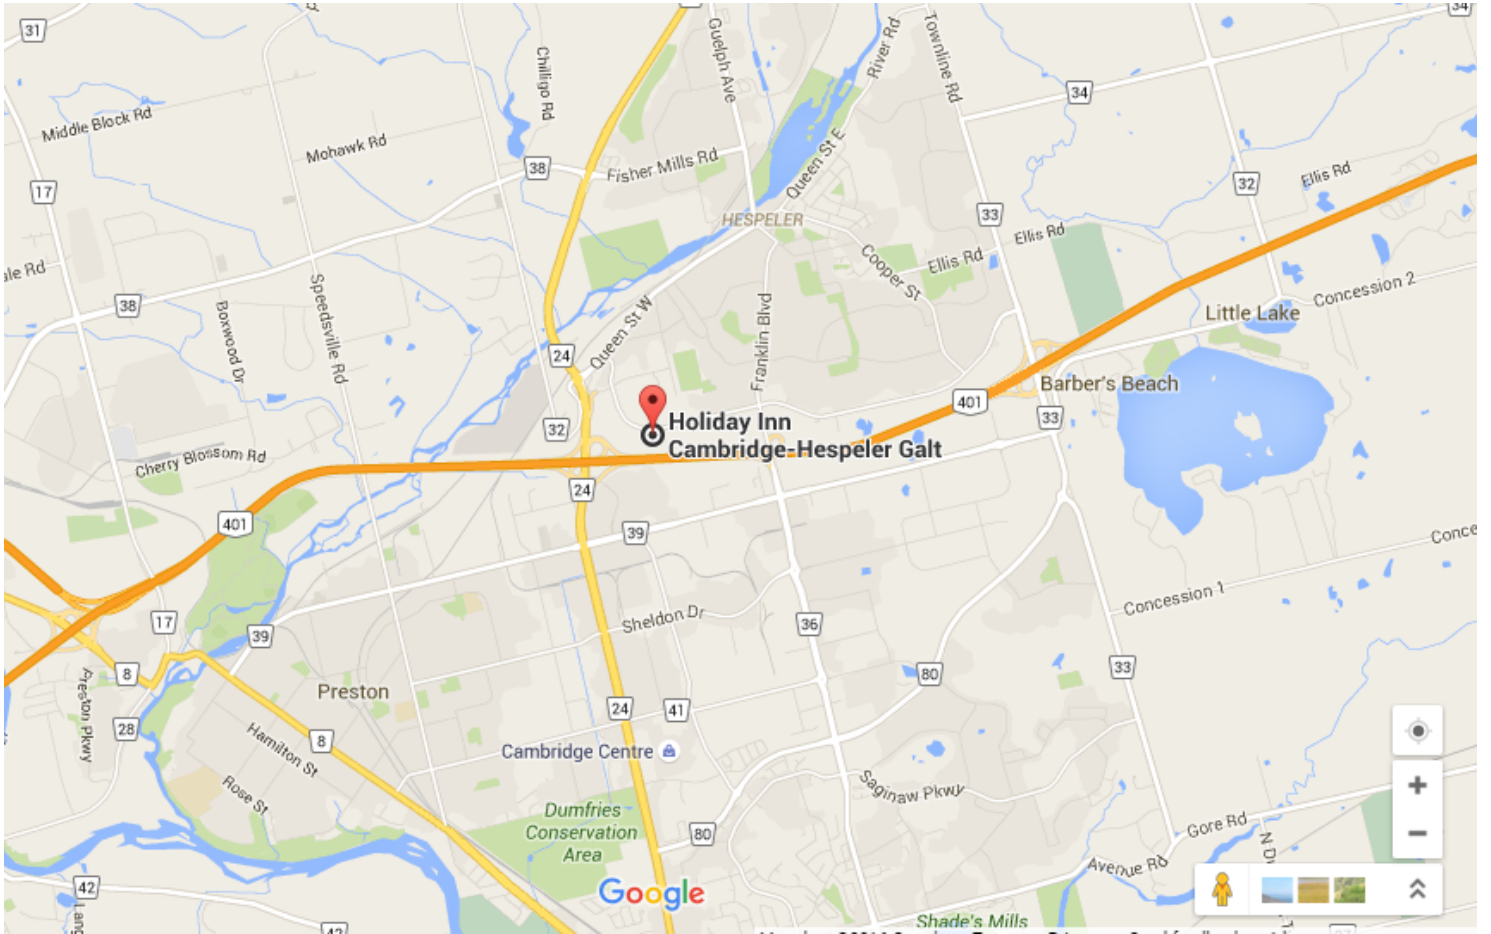 31
34
Guelph Ave
River Rd
Townline Rd
Chilligo Rd
34
Middle Block Rd
Mohawk Rd
38
Fisher Mills Rd
Queen St E
17
32
Ellis Rd
33
HESPELER
Ellis Rd
Cooper St
Ellis Rd
ale Rd
38
Boxwood Dr
Speedsville Rd
Queen St W
Franklin Blvd
Concession 2
Little Lake
24
Barber's Beach
401
33
32
Holiday Inn
Cambridge-Hespeler Galt
Cherry Blossom Rd
24
401
39
Conce
Concession 1
17
39
Sheldon Dr
36
8
Preston Pkwy
Preston
80
33
28
24
41
8
Hamilton St
Cambridge Centre
Rose St
Saginaw Pkwy
Dumfries
Conservation
Area
80
Gore Rd
Avenue Rd
42
Google
Lang
42
Shade's Mills